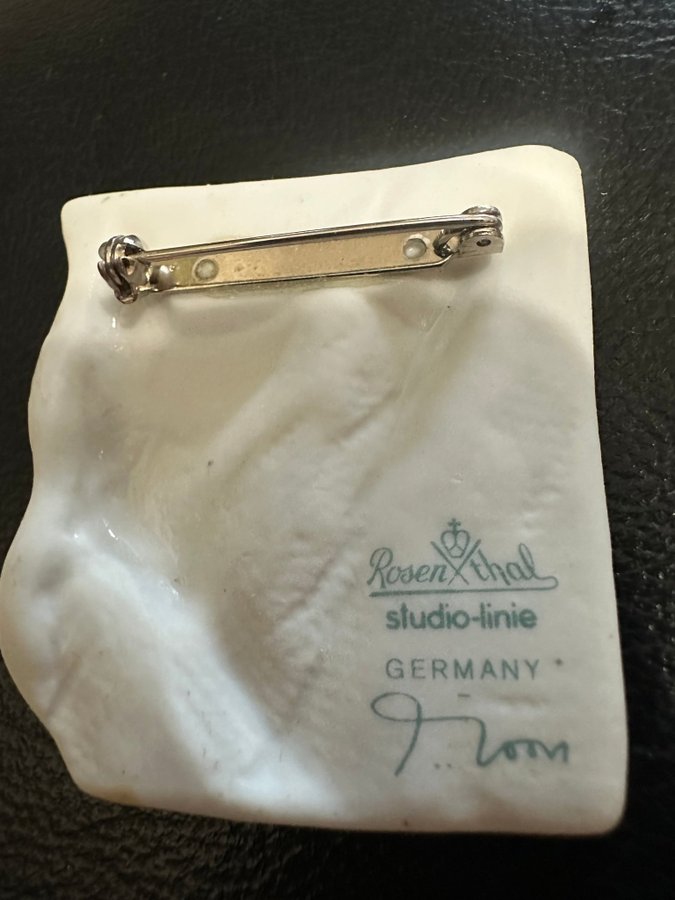 Rosenthal
studio-linie
GERMANY